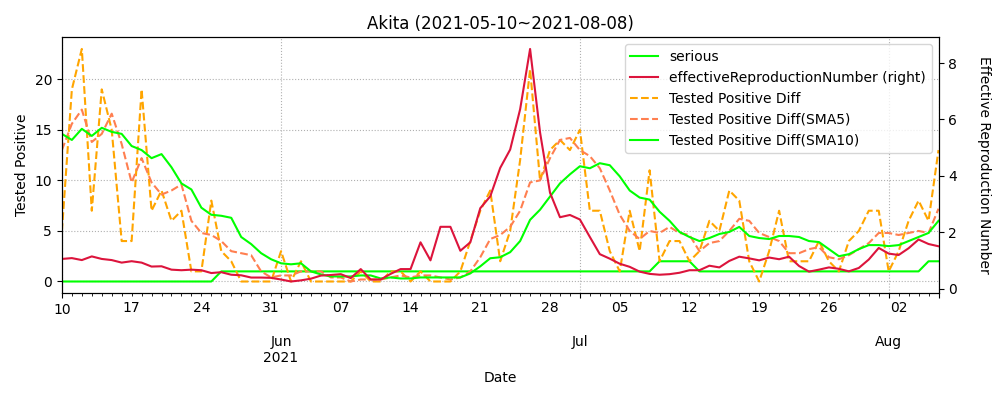 Akita (2021-05-10~2021-08-08)
serious
effectiveReproductionNumber (right)
Tested Positive Diff
Tested Positive Diff(SMA5)
Tested Positive Diff(SMA10)
Tested Positive
20
15
10
5
0
Effective Reproduction Number
8
6
4
2
0
10 17 24 31 07 14 21 28 05 12 19 26 02
Jun Jul Aug
2021
Date